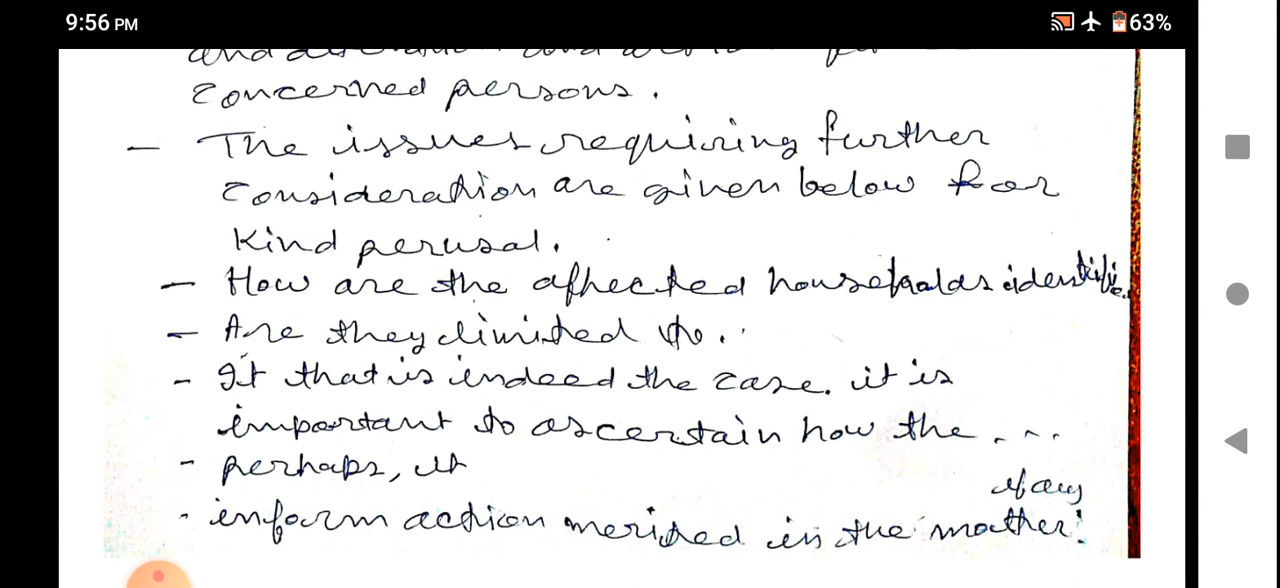 9:56 PM 63%
concerned persons.
- The issues requiring further
consideration are given below for
kind perusal.
- How are the affected households identifie.
- Are they limited to.
- If that is indeed the case. it is
important to ascertain how the ....
- perhaps, it
if any
- inform action merited in the matter!